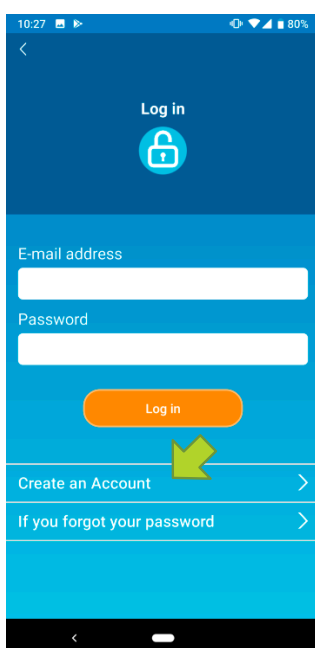 10:27 80%
Log in
E-mail address
Password
Log in
Create an Account
If you forgot your password